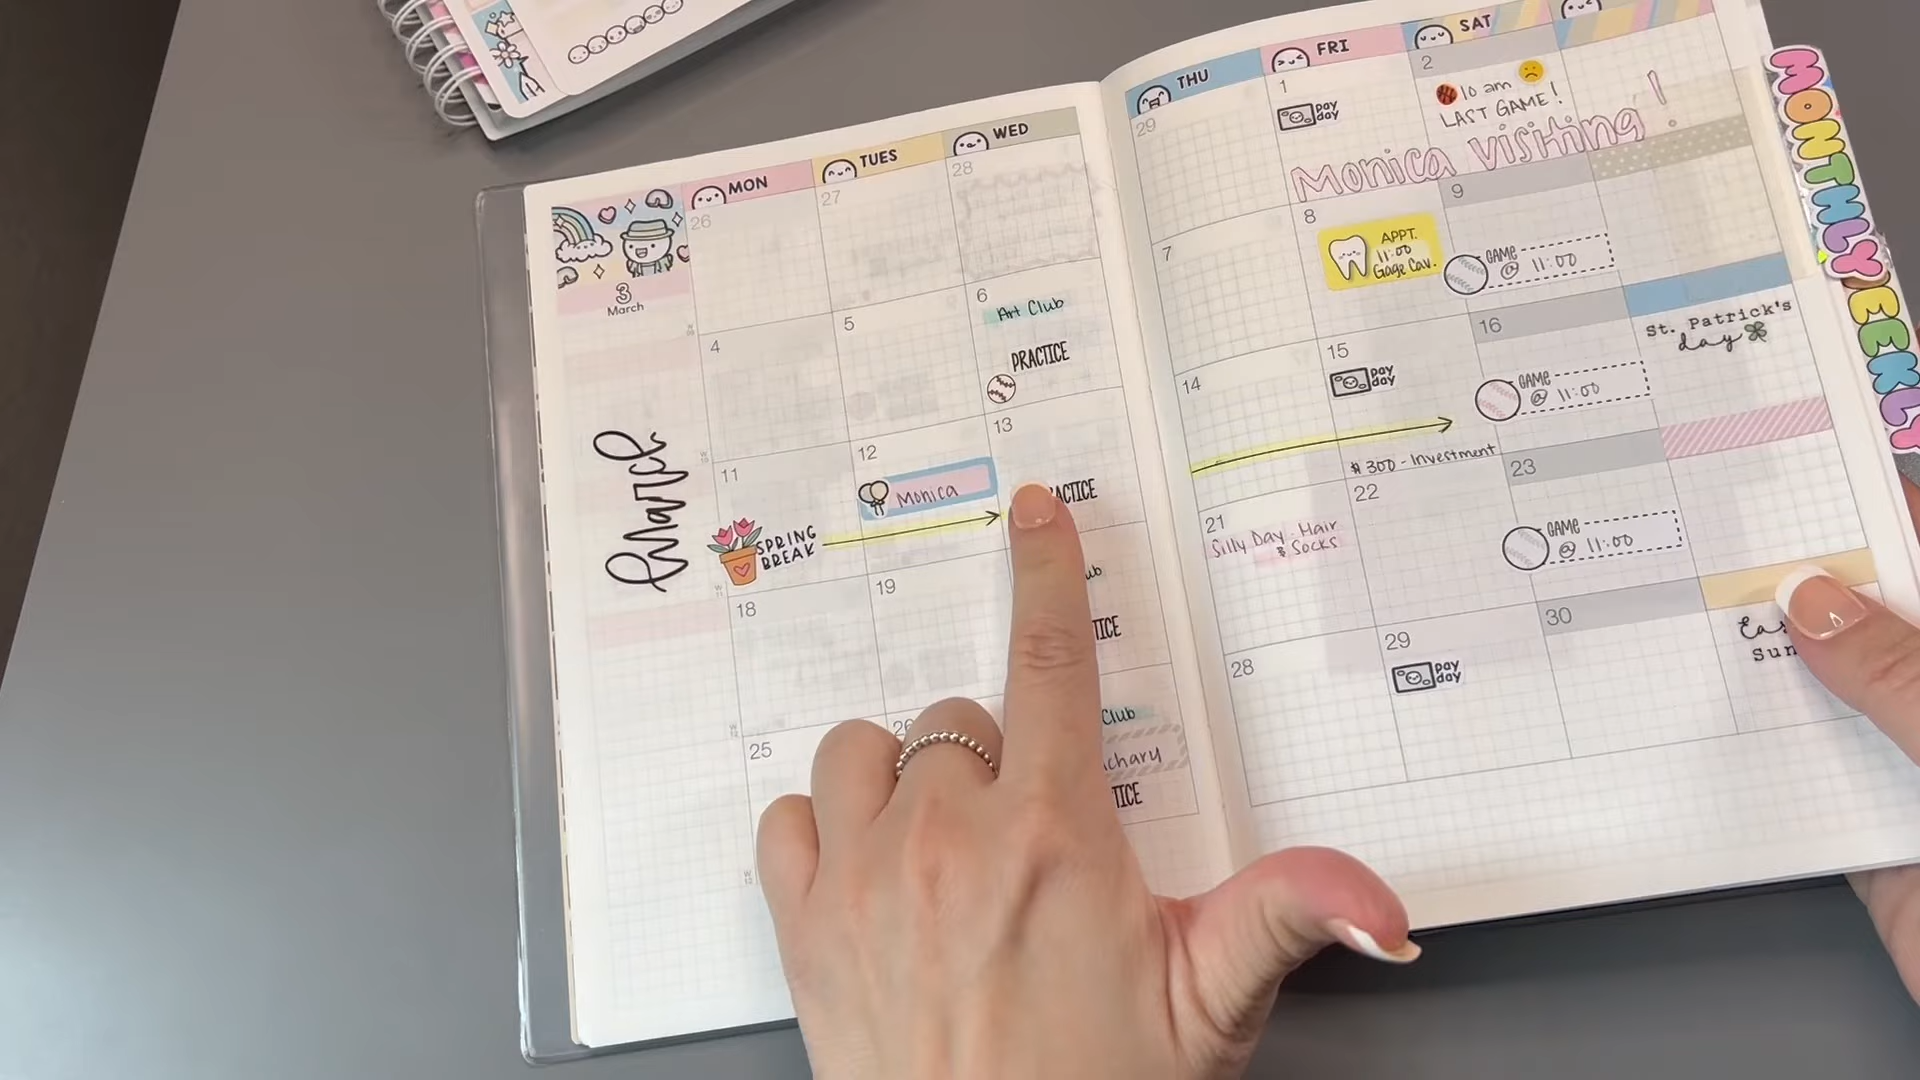 MON
TUES
WED
THU
FRI
SAT
3
March
March
26
27
28
29
1
PAY
DAY
2
10 am
LAST GAME!
Monica visiting!
4
5
6
Art Club
PRACTICE
7
8
APPT.
11:00
Gage Cav.
9
GAME
@ 11:00
11
SPRING
BREAK
12
Monica
13
14
15
PAY
DAY
$300 - Investment
16
GAME
@ 11:00
St. Patrick's
day
18
19
21
Silly Day - Hair
& Socks
22
23
GAME
@ 11:00
25
Club
28
29
PAY
DAY
30
MONTHLY
WEEKLY